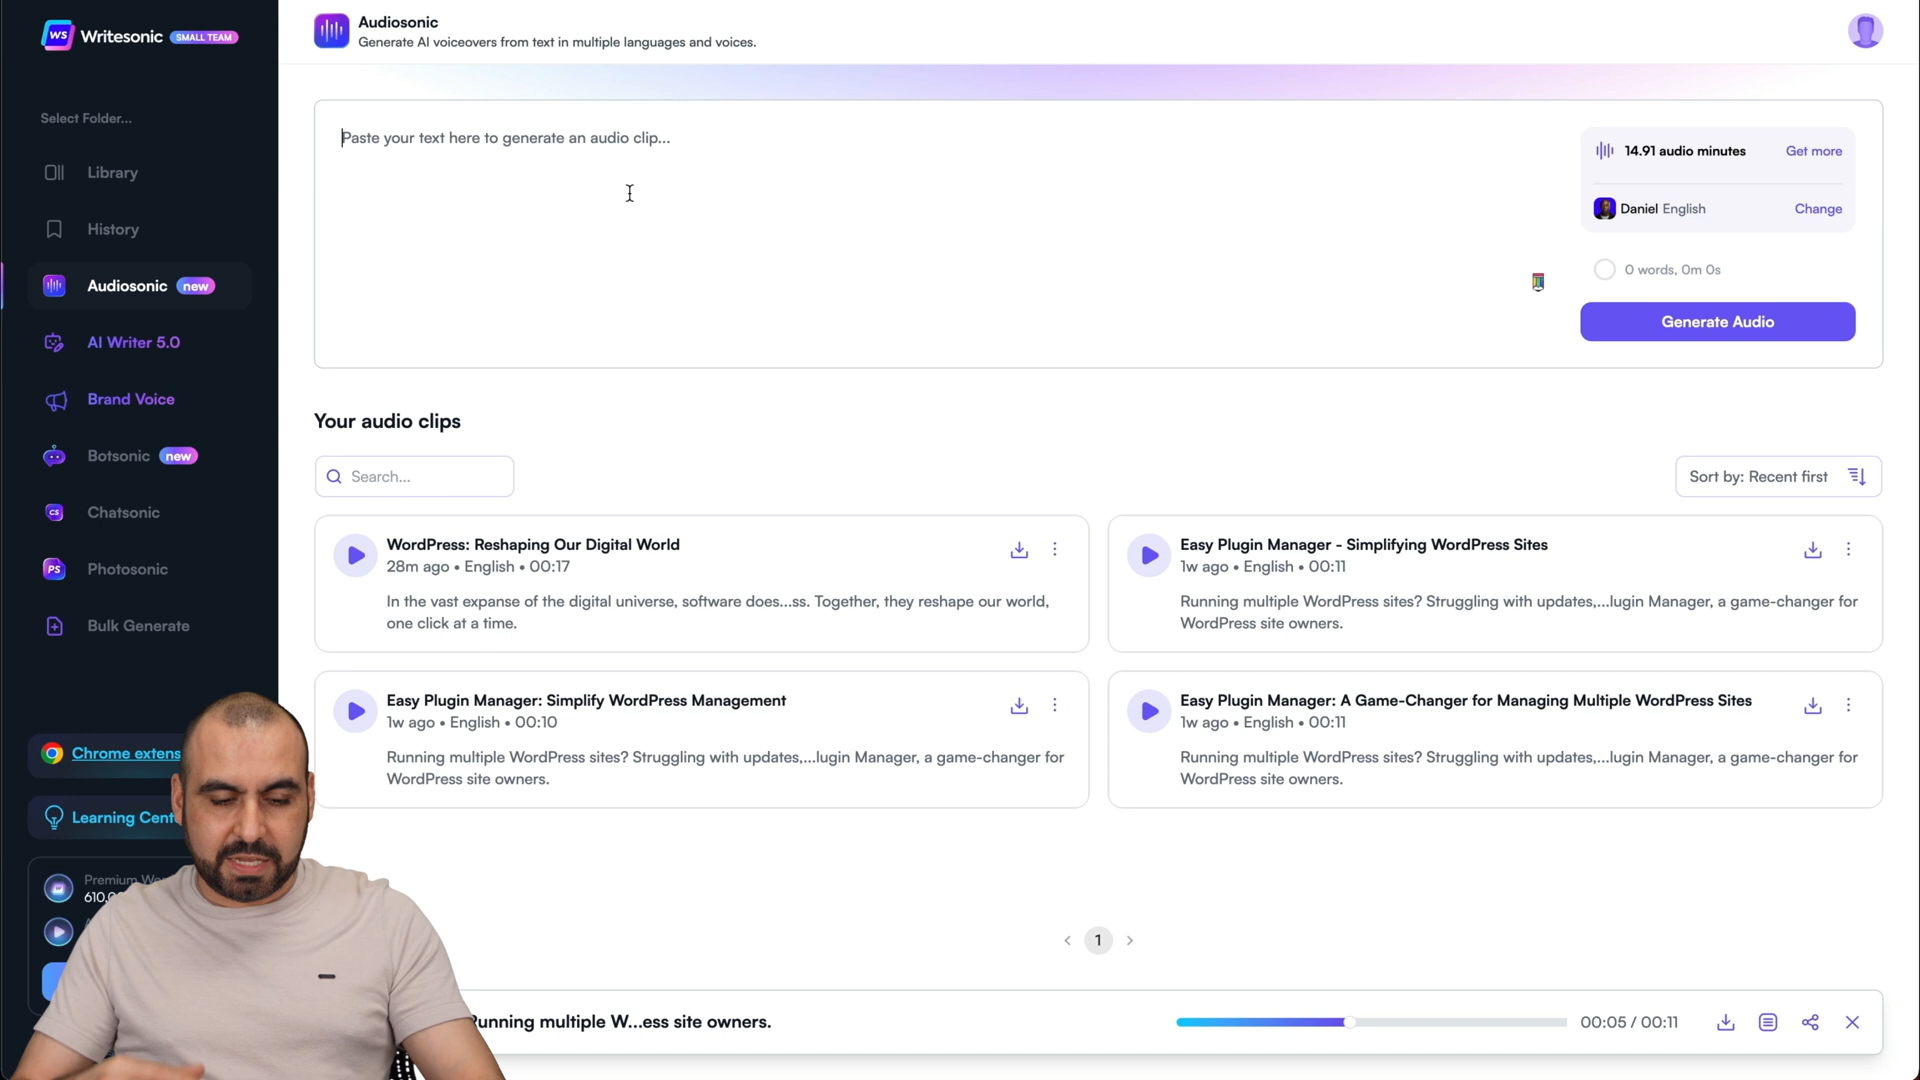 WS Writesonic SMALL TEAM
Select Folder...
Library
History
Audiosonic new
AI Writer 5.0
Brand Voice
Botsonic new
CS Chatsonic
PS Photosonic
Bulk Generate
Chrome
Learning
Premium
Audiosonic
Generate AI voiceovers from text in multiple languages and voices.
Paste your text here to generate an audio clip...
14.91 audio minutes Get more
Daniel English Change
0 words, 0m 0s
Generate Audio
Your audio clips
Search...
Sort by: Recent first
WordPress: Reshaping Our Digital World
28m ago • English • 00:17
In the vast expanse of the digital universe, software does...ss. Together, they reshape our world,
one click at a time.
Easy Plugin Manager - Simplifying WordPress Sites
1w ago • English • 00:11
Running multiple WordPress sites? Struggling with updates,...lugin Manager, a game-changer for
WordPress site owners.
Easy Plugin Manager: Simplify WordPress Management
1w ago • English • 00:10
Running multiple WordPress sites? Struggling with updates,...lugin Manager, a game-changer for
WordPress site owners.
Easy Plugin Manager: A Game-Changer for Managing Multiple WordPress Sites
1w ago • English • 00:11
Running multiple WordPress sites? Struggling with updates,...lugin Manager, a game-changer for
WordPress site owners.
1
Running multiple W...ess site owners.
00:05 / 00:11